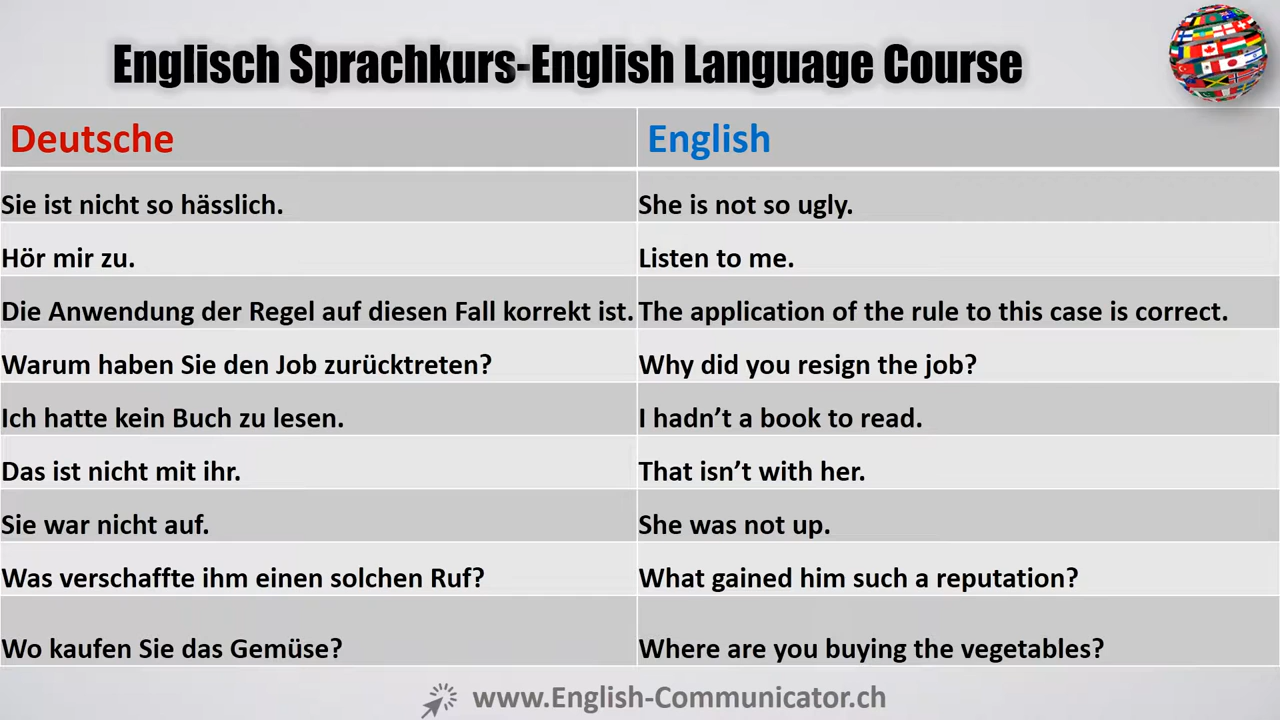 Englisch Sprachkurs-English Language Course
Deutsche English
Sie ist nicht so hässlich. She is not so ugly.
Hör mir zu. Listen to me.
Die Anwendung der Regel auf diesen Fall korrekt ist. The application of the rule to this case is correct.
Warum haben Sie den Job zurücktreten? Why did you resign the job?
Ich hatte kein Buch zu lesen. I hadn’t a book to read.
Das ist nicht mit ihr. That isn’t with her.
Sie war nicht auf. She was not up.
Was verschaffte ihm einen solchen Ruf? What gained him such a reputation?
Wo kaufen Sie das Gemüse? Where are you buying the vegetables?
www.English-Communicator.ch